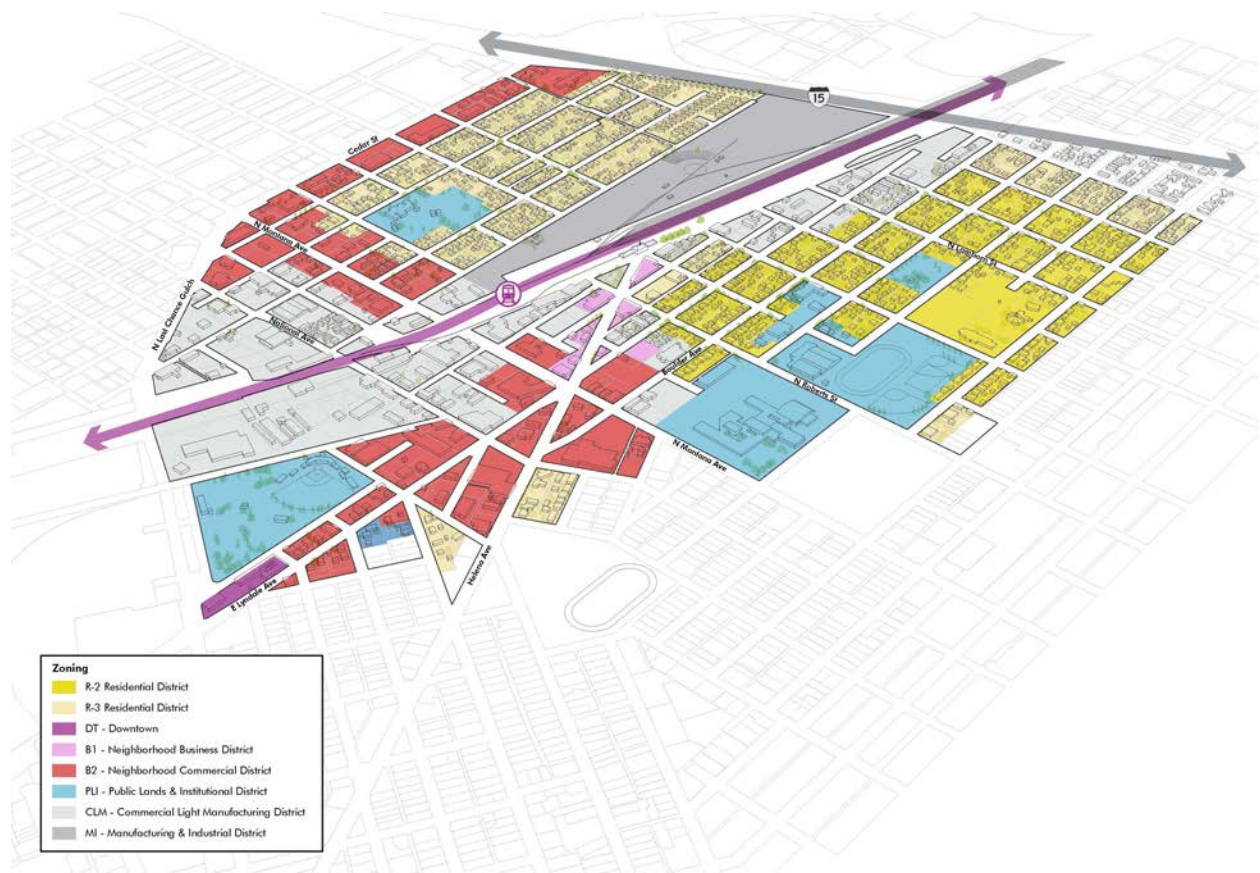 15
Cedar St
N Montana Ave
N Last Chance Gulch
National Ave
N Lamborn St
Boulder Ave
N Roberts St
N Montana Ave
Helena Ave
E Lyndale Ave
Zoning
R-2 Residential District
R-3 Residential District
DT - Downtown
B1 - Neighborhood Business District
B2 - Neighborhood Commercial District
PLI - Public Lands & Institutional District
CLM - Commercial Light Manufacturing District
MI - Manufacturing & Industrial District